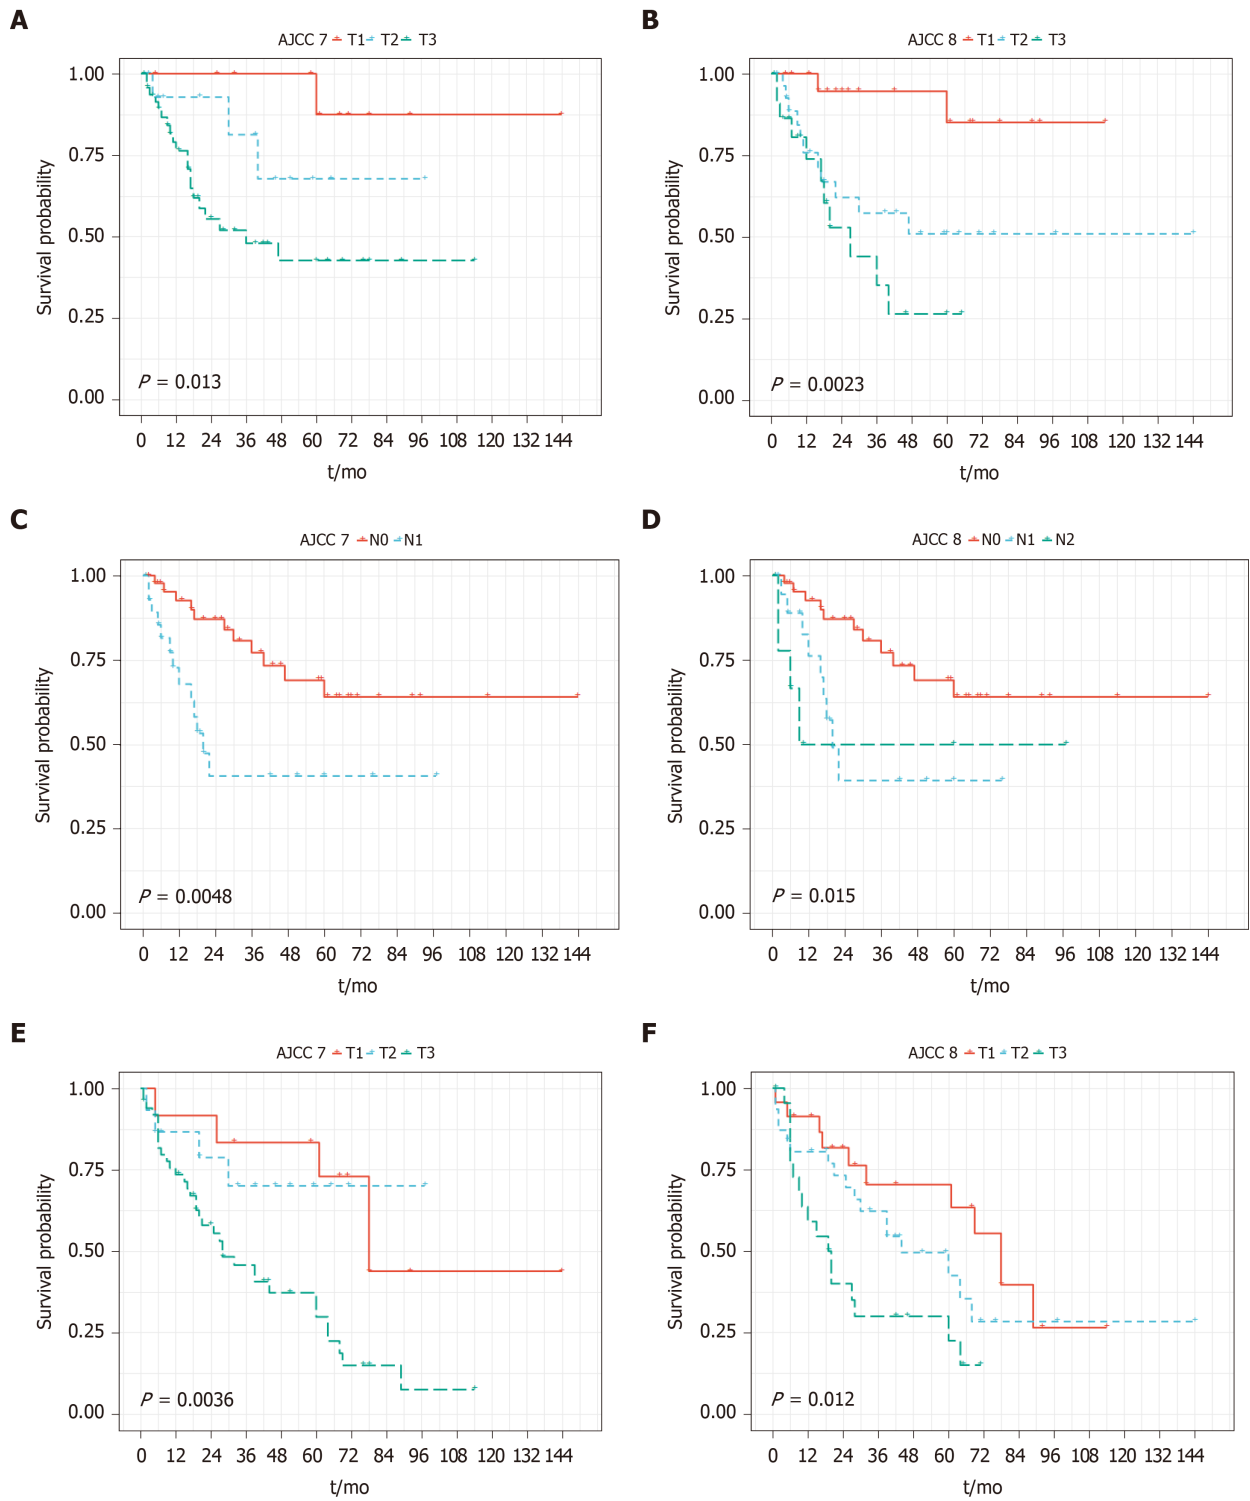 A
AJCC 7 T1 T2 T3
Survival probability
1.00
0.75
0.50
0.25
0.00
P = 0.013
0 12 24 36 48 60 72 84 96 108 120 132 144
t/mo
B
AJCC 8 T1 T2 T3
Survival probability
1.00
0.75
0.50
0.25
0.00
P = 0.0023
0 12 24 36 48 60 72 84 96 108 120 132 144
t/mo
C
AJCC 7 N0 N1
Survival probability
1.00
0.75
0.50
0.25
0.00
P = 0.0048
0 12 24 36 48 60 72 84 96 108 120 132 144
t/mo
D
AJCC 8 N0 N1 N2
Survival probability
1.00
0.75
0.50
0.25
0.00
P = 0.015
0 12 24 36 48 60 72 84 96 108 120 132 144
t/mo
E
AJCC 7 T1 T2 T3
Survival probability
1.00
0.75
0.50
0.25
0.00
P = 0.0036
0 12 24 36 48 60 72 84 96 108 120 132 144
t/mo
F
AJCC 8 T1 T2 T3
Survival probability
1.00
0.75
0.50
0.25
0.00
P = 0.012
0 12 24 36 48 60 72 84 96 108 120 132 144
t/mo